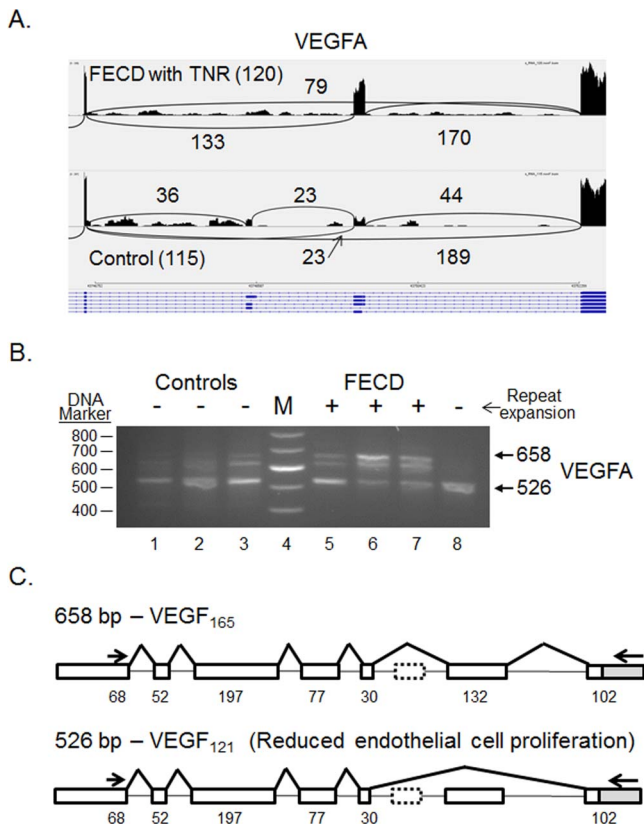 A.
VEGFA
FECD with TNR (120)
79
133
170
36
23
44
Control (115)
23
189
B.
Controls
FECD
DNA
Marker
- - - M + + + -
Repeat
expansion
800
700
600
500
400
658
526
VEGFA
1 2 3 4 5 6 7 8
C.
658 bp – VEGF165
68 52 197 77 30 132 102
526 bp – VEGF121 (Reduced endothelial cell proliferation)
68 52 197 77 30 102